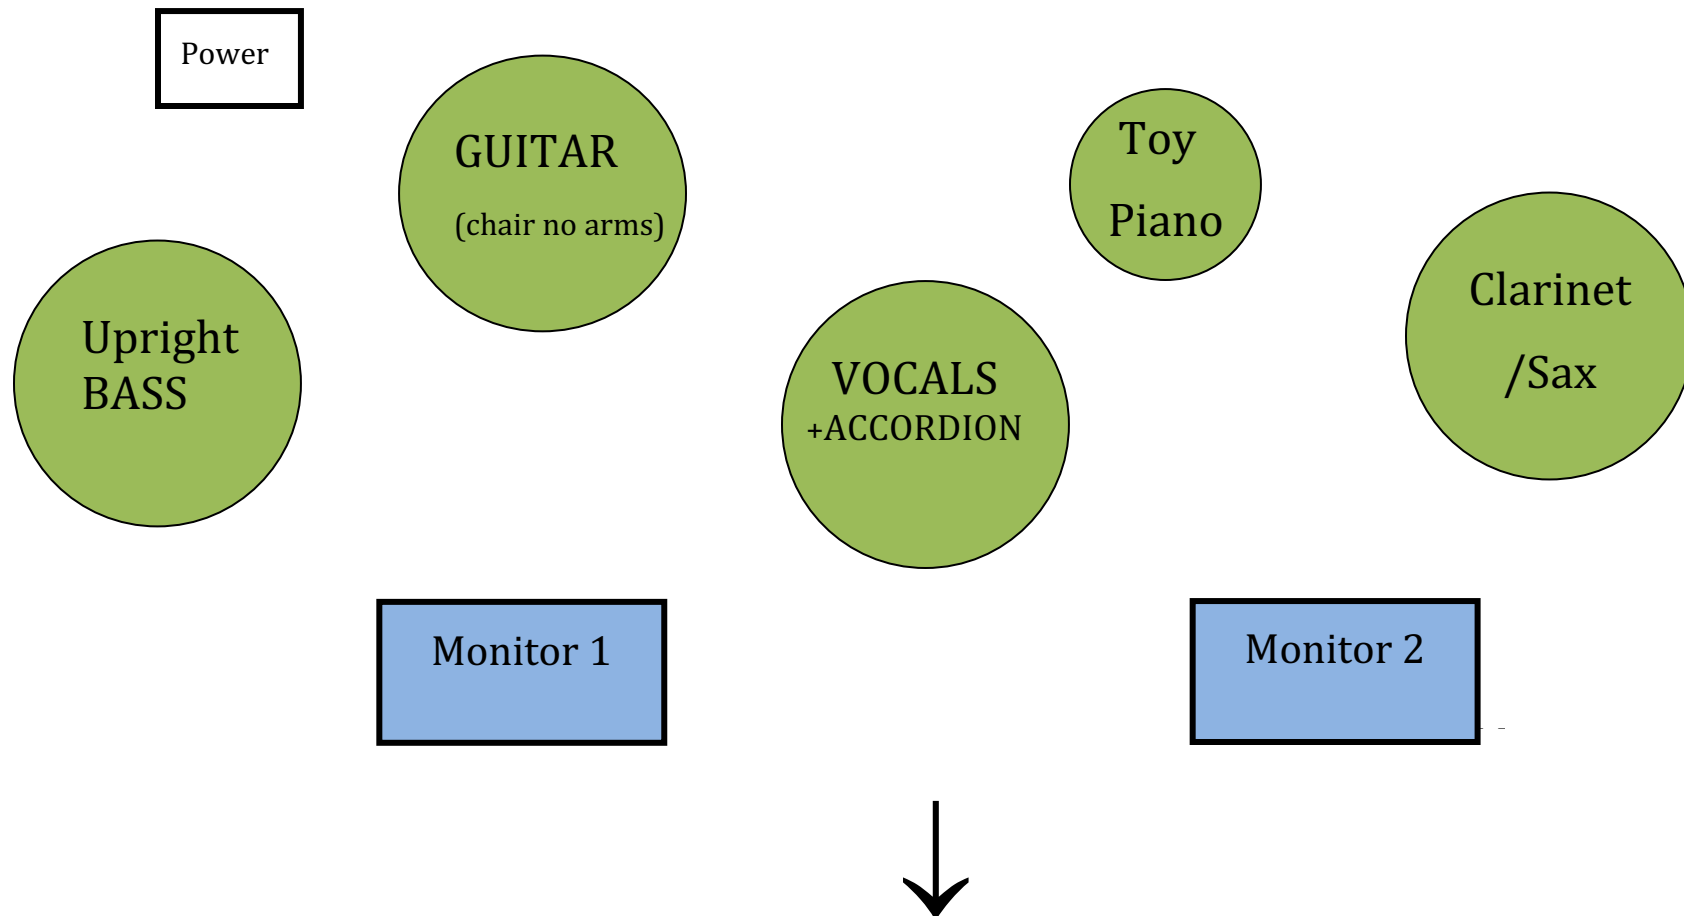 Power
GUITAR
(chair no arms)
Toy
Piano
Clarinet
/Sax
Upright
BASS
VOCALS
+ACCORDION
Monitor 1
Monitor 2